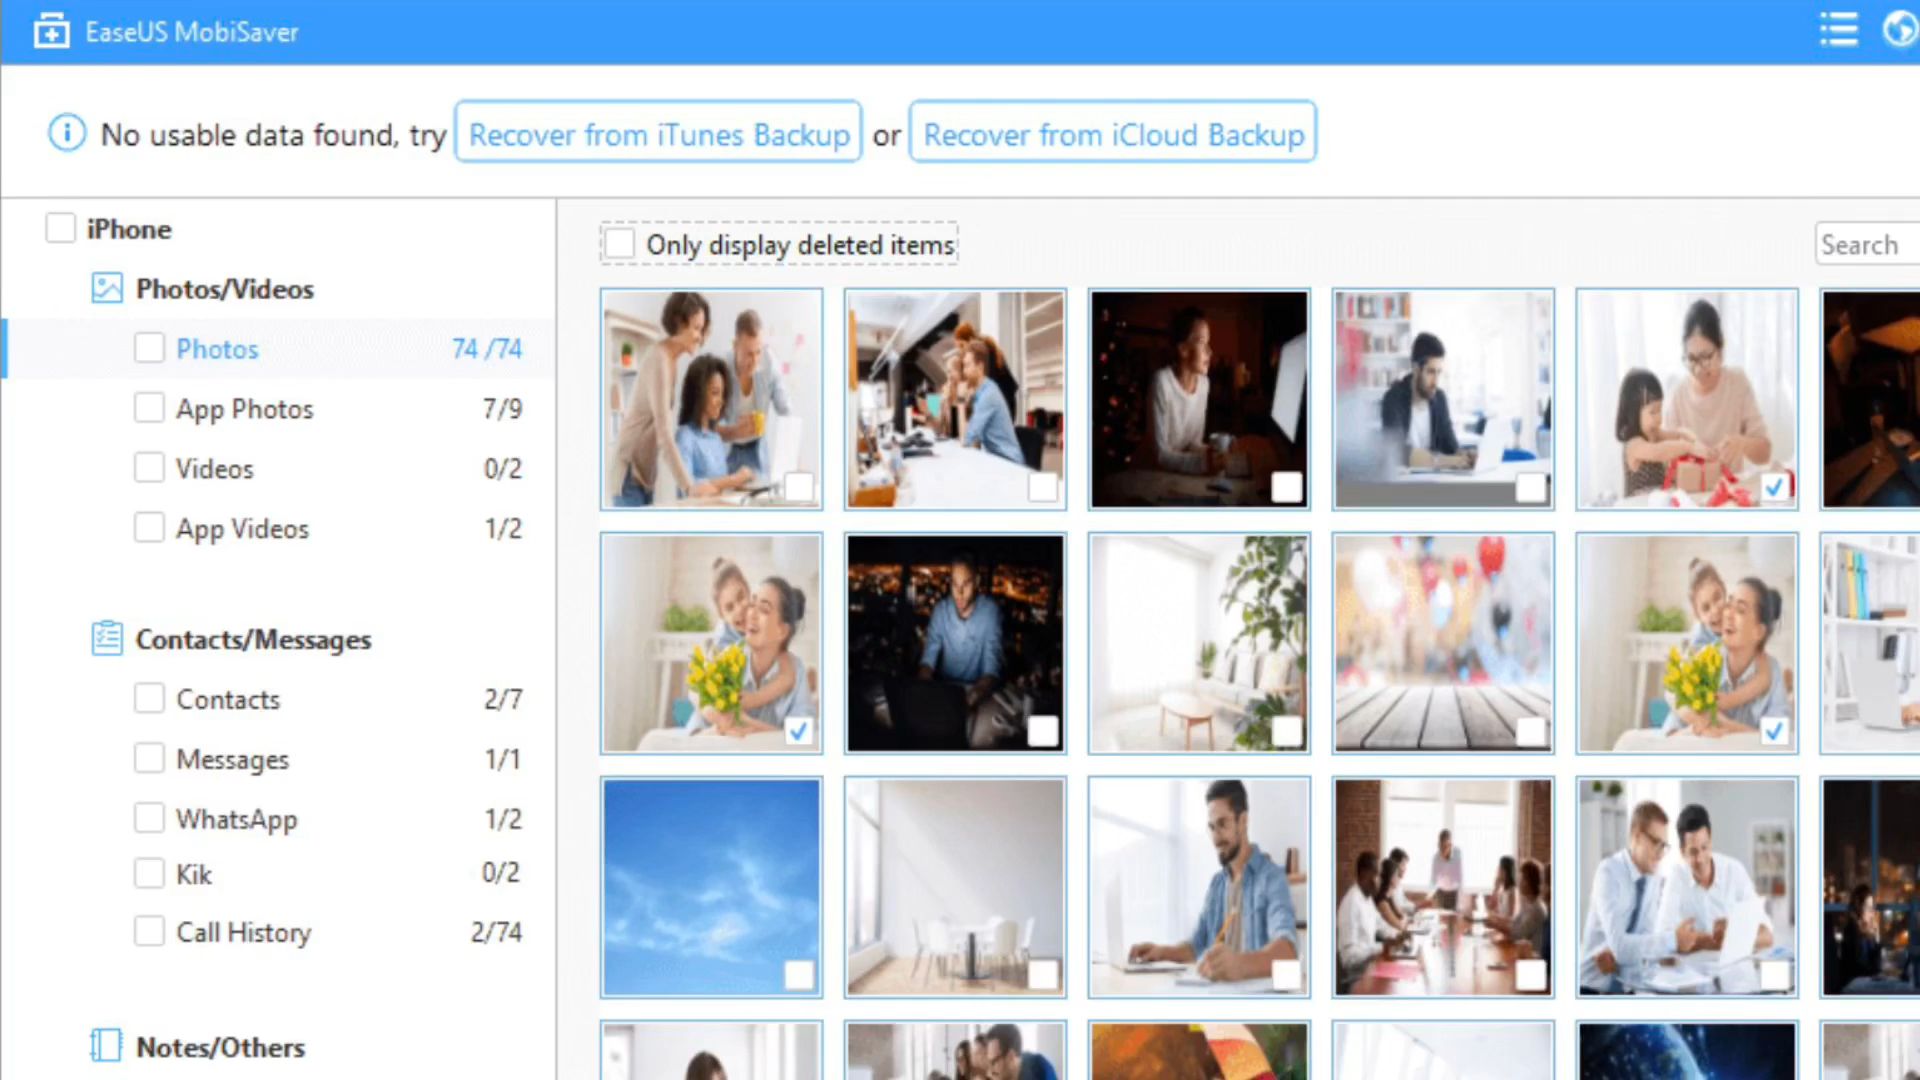 EaseUS MobiSaver
No usable data found, try Recover from iTunes Backup or Recover from iCloud Backup
iPhone
Only display deleted items
Search
Photos/Videos
Photos 74 /74
App Photos 7/9
Videos 0/2
App Videos 1/2
Contacts/Messages
Contacts 2/7
Messages 1/1
WhatsApp 1/2
Kik 0/2
Call History 2/74
Notes/Others